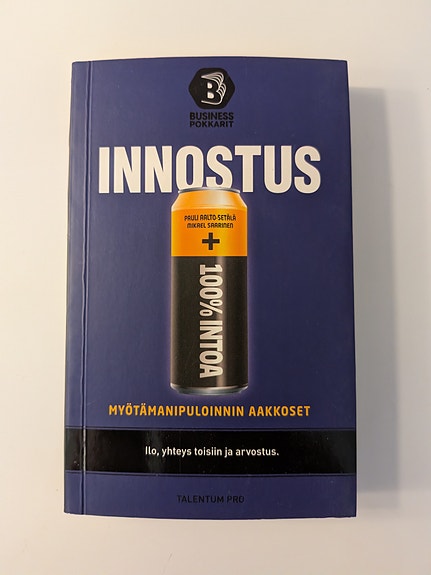 B
BUSINESS
POKKARIT
INNOSTUS
PAULI AALTO-SETÄLÄ
MIKAEL SAARINEN
+
100% INTOA
MYÖTÄMANIPULOINNIN AAKKOSET
Ilo, yhteys toisiin ja arvostus.
TALENTUM PRO